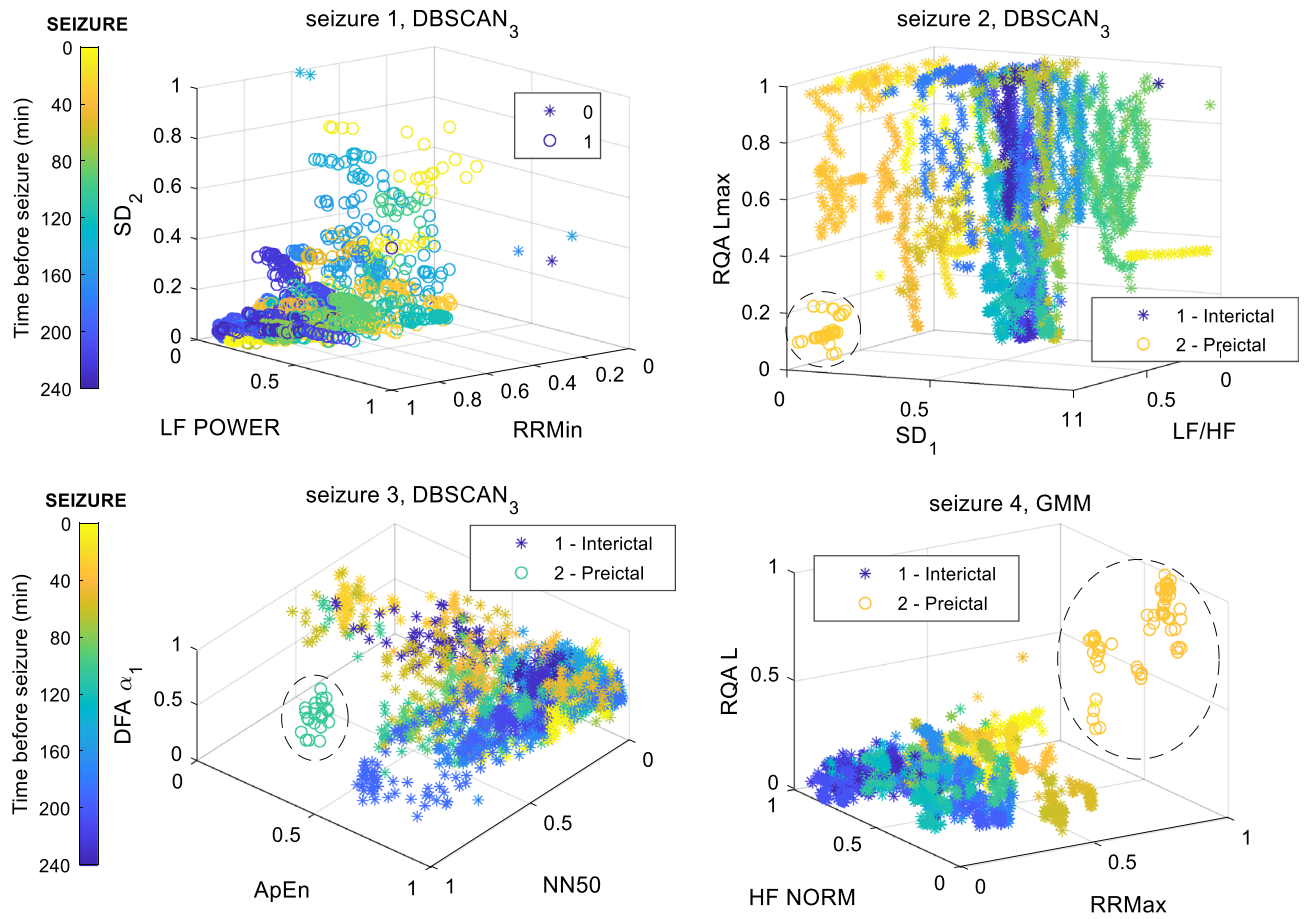 seizure 1, DBSCAN3
SEIZURE
0
40
80
120
160
200
240
Time before seizure (min)
SD2
1
0.8
0.6
0.4
0.2
0
0
0.5
1
LF POWER
1
0.8
0.6
0.4
0.2
0
RRMin
0
1
seizure 2, DBSCAN3
RQA Lmax
1
0.8
0.6
0.4
0.2
0
0
0.5
11
SD1
0.5
0
LF/HF
1 - Interictal
2 - Preictal
seizure 3, DBSCAN3
SEIZURE
0
40
80
120
160
200
240
Time before seizure (min)
DFA α1
1
0.5
0
0
0.5
1
ApEn
1
0.5
0
NN50
1 - Interictal
2 - Preictal
seizure 4, GMM
RQA L
1
0.5
0
1
0.5
0
HF NORM
0
0.5
1
RRMax
1 - Interictal
2 - Preictal